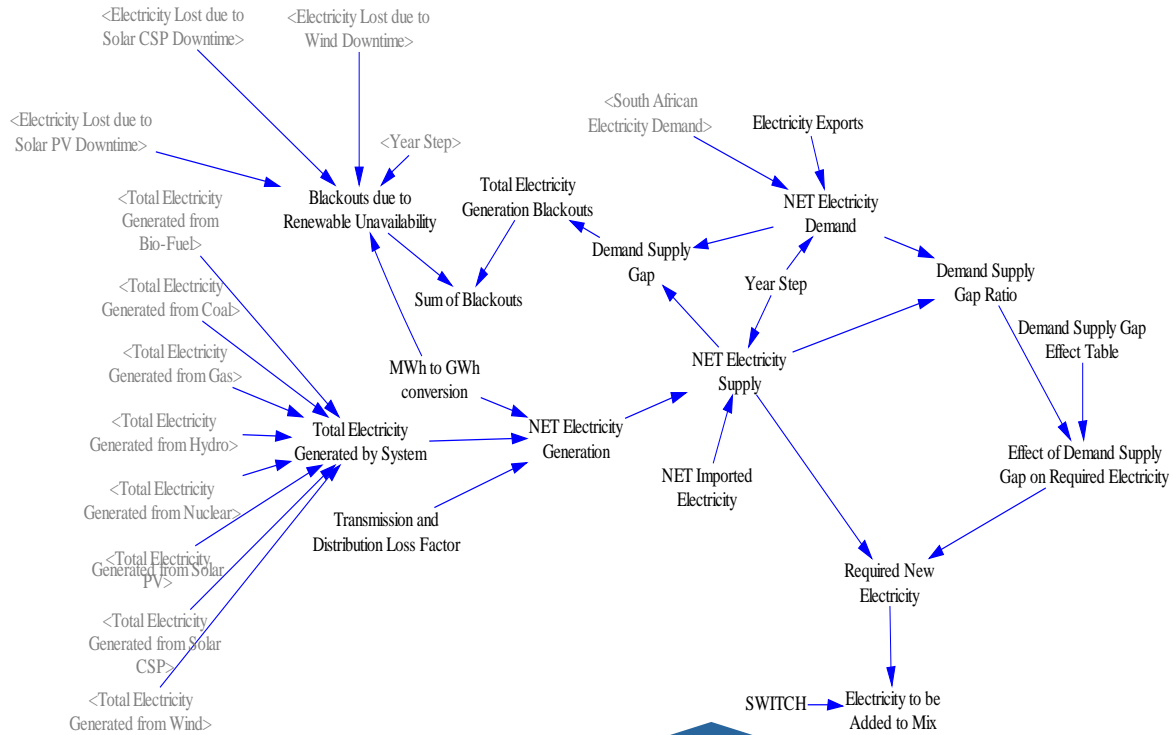 <Electricity Lost due to
Solar CSP Downtime>
<Electricity Lost due to
Wind Downtime>
<Electricity Lost due to
Solar PV Downtime>
<Year Step>
<South African
Electricity Demand>
Electricity Exports
<Total Electricity
Generated from
Bio-Fuel>
Blackouts due to
Renewable Unavailability
Total Electricity
Generation Blackouts
NET Electricity
Demand
Demand Supply
Gap
Demand Supply
Gap Ratio
Year Step
Sum of Blackouts
<Total Electricity
Generated from Coal>
Demand Supply Gap
Effect Table
<Total Electricity
Generated from Gas>
MWh to GWh
conversion
NET Electricity
Supply
<Total Electricity
Generated from Hydro>
Total Electricity
Generated by System
NET Electricity
Generation
NET Imported
Electricity
Effect of Demand Supply
Gap on Required Electricity
<Total Electricity
Generated from Nuclear>
Transmission and
Distribution Loss Factor
<Total Electricity
Generated from Solar
PV>
Required New
Electricity
<Total Electricity
Generated from Solar
CSP>
<Total Electricity
Generated from Wind>
SWITCH
Electricity to be
Added to Mix